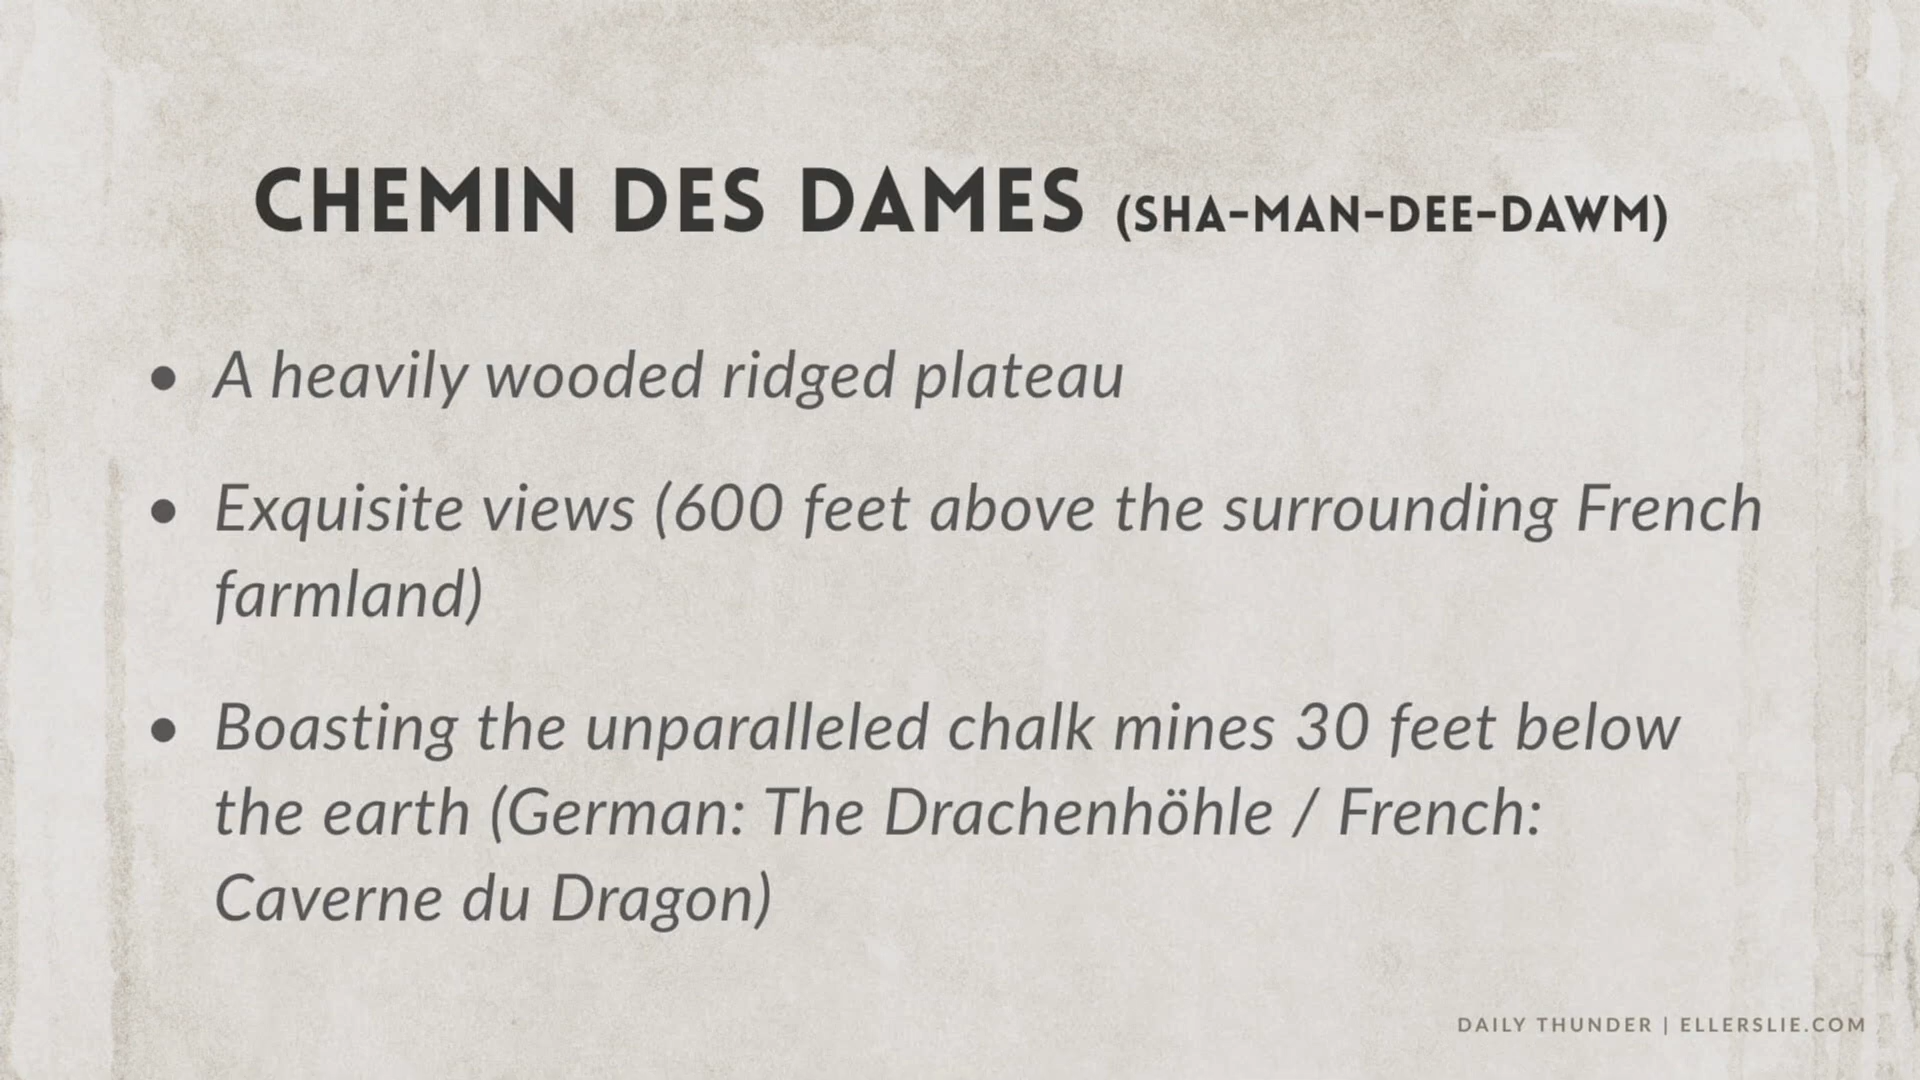 CHEMIN DES DAMES (SHA-MAN-DEE-DAWM)
• A heavily wooded ridged plateau
• Exquisite views (600 feet above the surrounding French
farmland)
• Boasting the unparalleled chalk mines 30 feet below
the earth (German: The Drachenhöhle / French:
Caverne du Dragon)
DAILY THUNDER | ELLERSLIE.COM